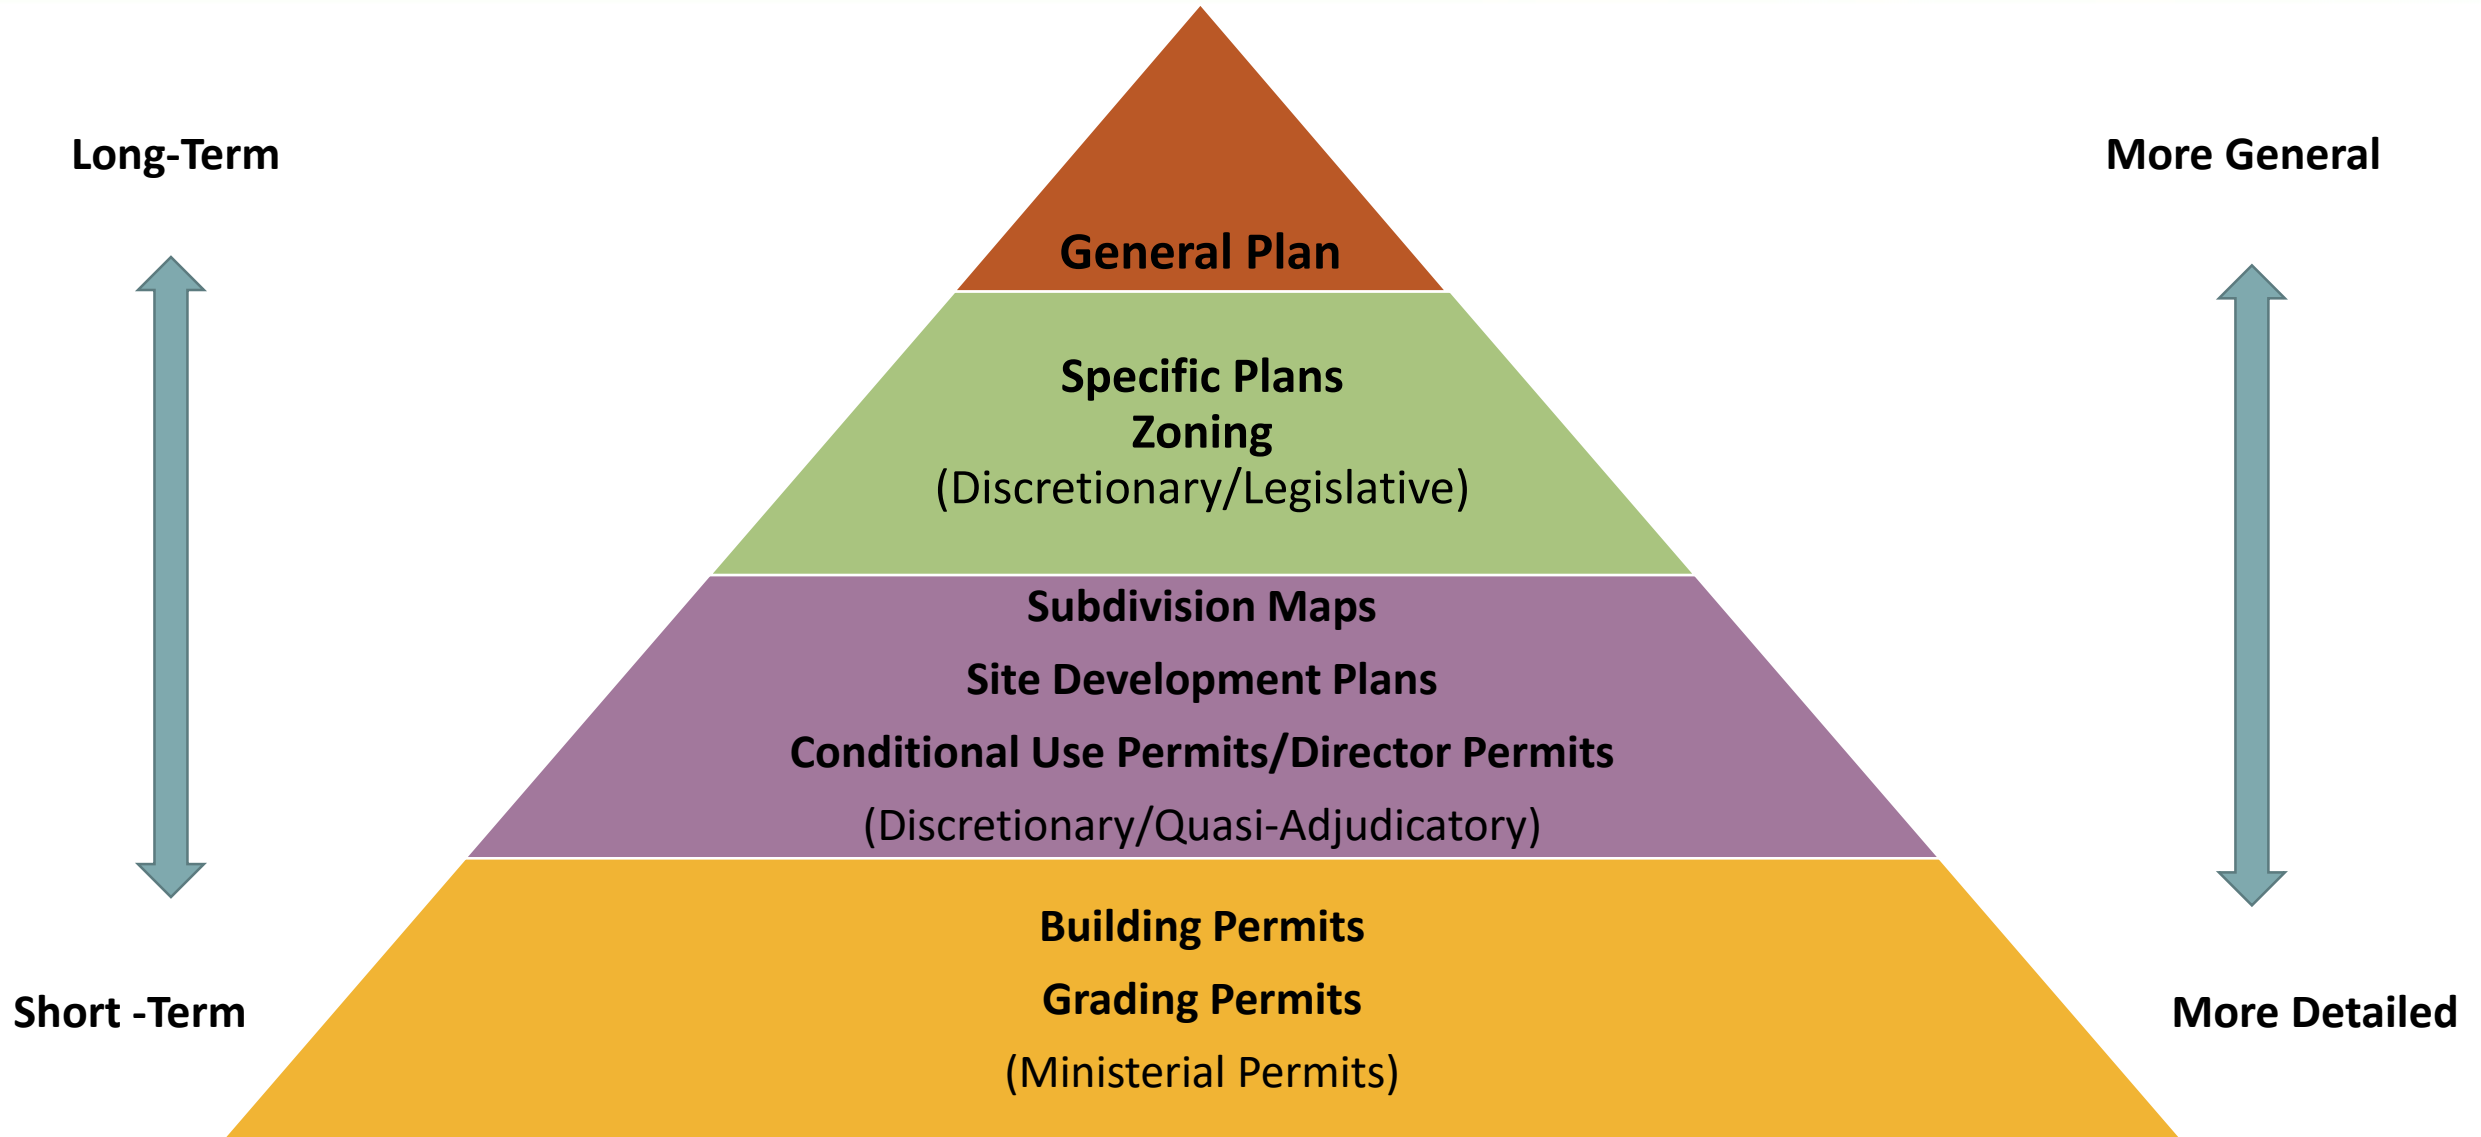 Long-Term
More General
General Plan
Specific Plans
Zoning
(Discretionary/Legislative)
Subdivision Maps
Site Development Plans
Conditional Use Permits/Director Permits
(Discretionary/Quasi-Adjudicatory)
Building Permits
Grading Permits
(Ministerial Permits)
Short -Term
More Detailed